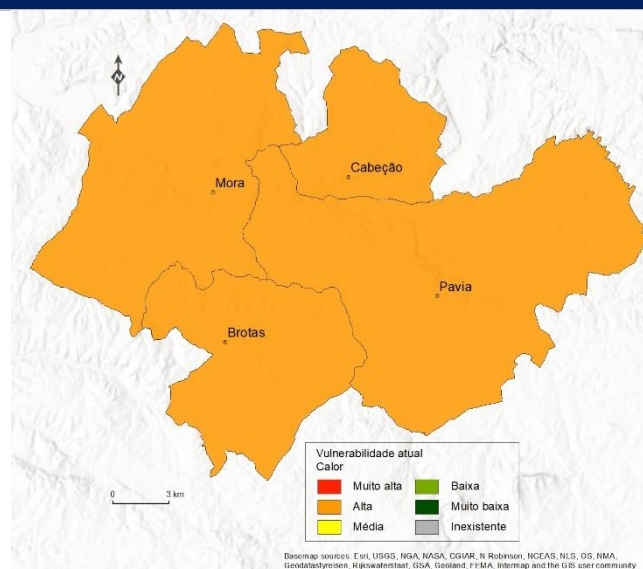 N
Cabeção
Mora
Pavia
Brotas
Vulnerabilidade atual
Calor
Muito alta
Baixa
Alta
Muito baixa
Média
Inexistente
0 3 km
Basemap sources: Esri, USGS, NGA, NASA, CGIAR, N Robinson, NCEAS, NLS, OS, NMA,
Geodatastyrelsen, Rijkswaterstaat, GSA, Geoland, FEMA, Intermap and the GIS user community